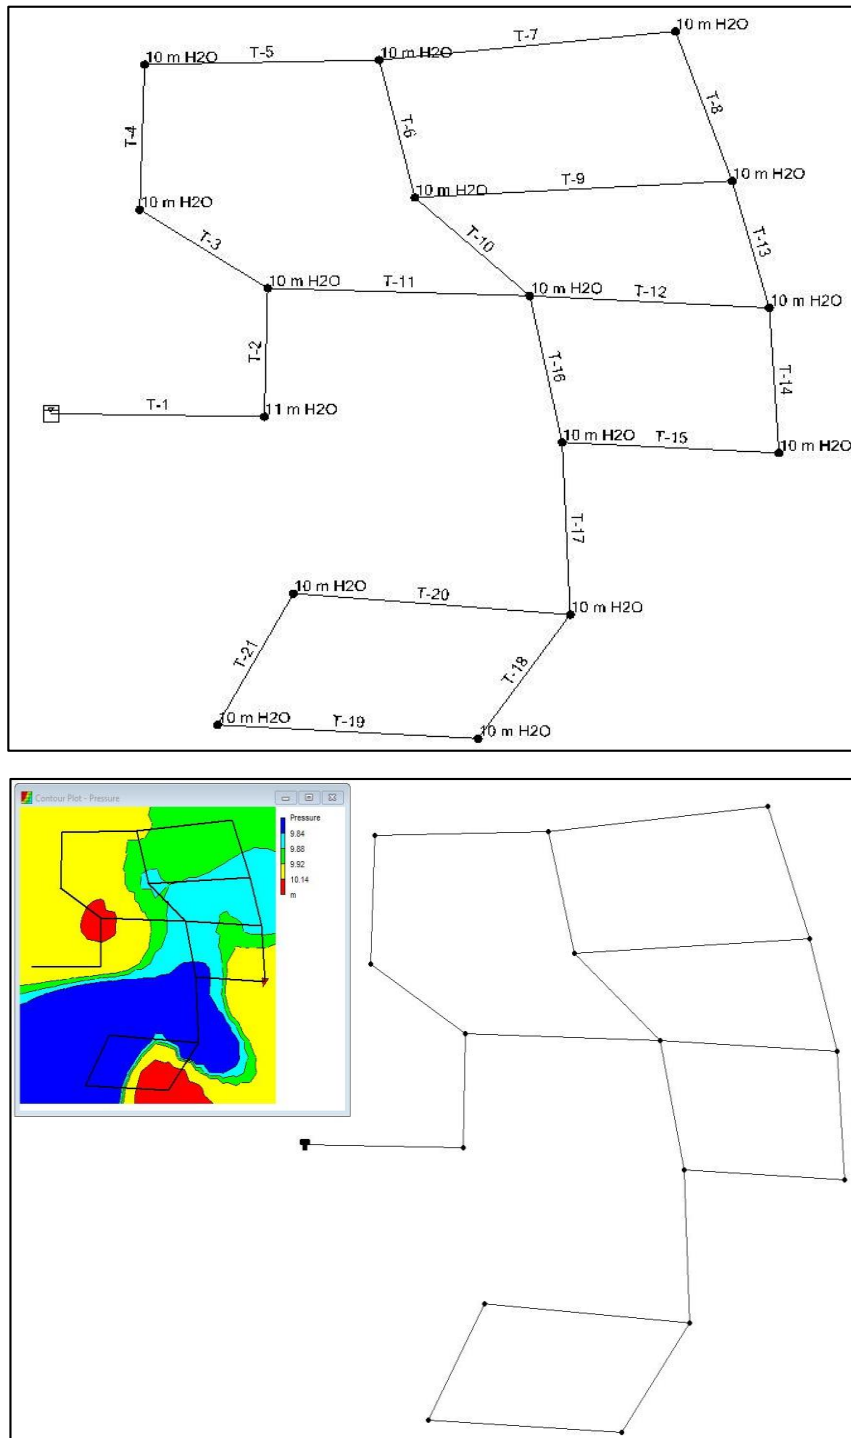 10 m H2O
T-7
10 m H2O
T-5
10 m H2O
T-8
T-4
T-6
10 m H2O
T-9
10 m H2O
10 m H2O
T-3
T-10
T-13
10 m H2O
T-11
10 m H2O
T-12
10 m H2O
T-2
T-16
T-14
T-1
11 m H2O
10 m H2O
T-15
10 m H2O
T-17
10 m H2O
T-20
10 m H2O
T-21
T-18
10 m H2O
T-19
10 m H2O
Contour Plot - Pressure
Pressure
9.84
9.88
9.92
10.14
m